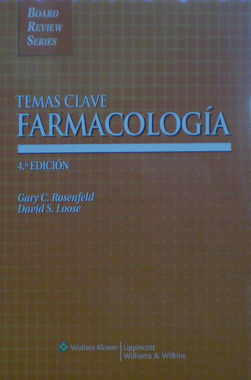 BOARD
REVIEW
SERIES
TEMAS CLAVE
FARMACOLOGÍA
4.ª EDICIÓN
Gary C. Rosenfeld
David S. Loose
Wolters Kluwer
Lippincott
Williams & Wilkins